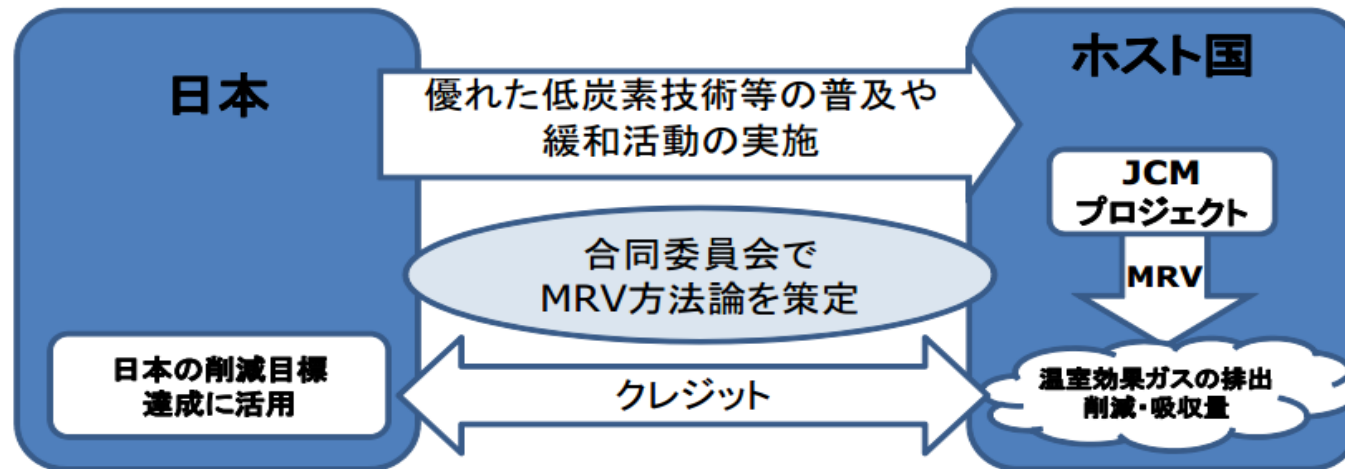 日本
優れた低炭素技術等の普及や
緩和活動の実施
ホスト国
JCM
プロジェクト
MRV
合同委員会で
MRV方法論を策定
日本の削減目標
達成に活用
クレジット
温室効果ガスの排出
削減・吸収量